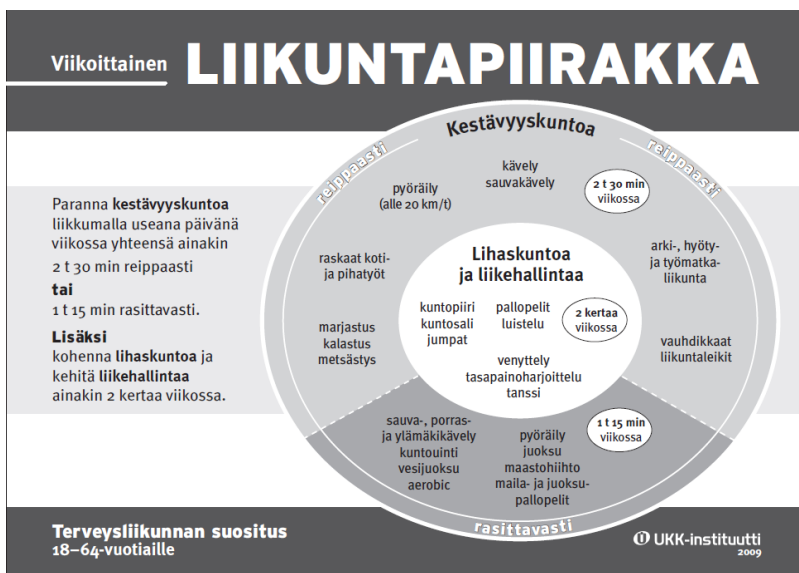 Viikoittainen LIIKUNTAPIIRAKKA
Paranna kestävyyskuntoa
liikkumalla useana päivänä
viikossa yhteensä ainakin
2 t 30 min reippaasti
tai
1 t 15 min rasittavasti.
Lisäksi
kohenna lihaskuntoa ja
kehitä liikehallintaa
ainakin 2 kertaa viikossa.
Kestävyyskuntoa
reippaasti
reippaasti
kävely
sauvakävely
2 t 30 min
viikossa
pyöräily
(alle 20 km/t)
raskaat koti-
ja pihatyöt
marjastus
kalastus
metsästys
arki-, hyöty-
ja työmatka-
liikunta
vauhdikkaat
liikuntaleikit
Lihaskuntoa
ja liikehallintaa
kuntopiiri
kuntosali
jumpat
pallopelit
luistelu
2 kertaa
viikossa
venyttely
tasapainoharjoittelu
tanssi
sauva-, porras-
ja ylämäkikävely
kuntouinti
vesijuoksu
aerobic
pyöräily
juoksu
maastohiihto
maila- ja juoksu-
pallopelit
1 t 15 min
viikossa
rasittavasti
Terveysliikunnan suositus
18–64-vuotiaille
UKK-instituutti
2009